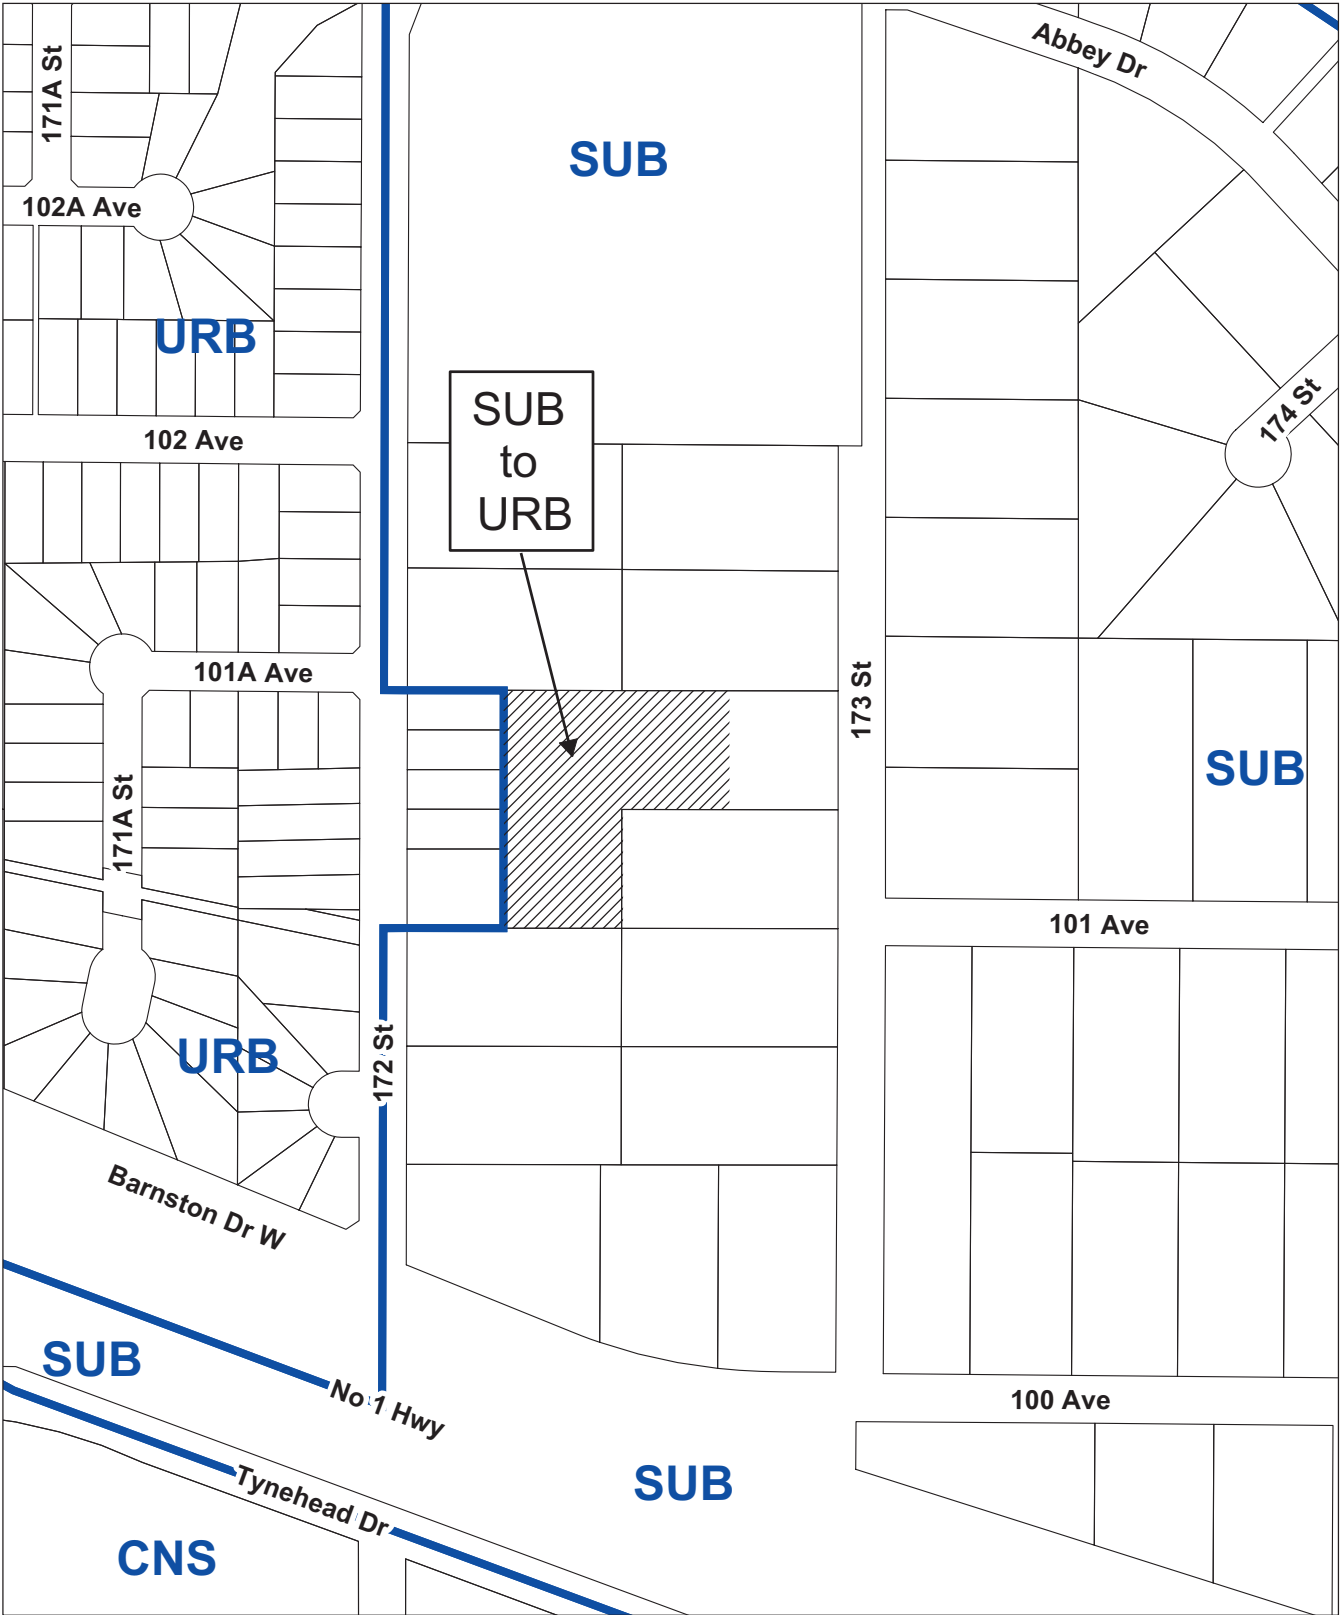 Abbey Dr
171A St
SUB
102A Ave
URB
SUB
to
URB
174 St
102 Ave
101A Ave
173 St
SUB
171A St
101 Ave
172 St
URB
Barnston Dr W
SUB
No 1 Hwy
100 Ave
SUB
Tynehead Dr
CNS